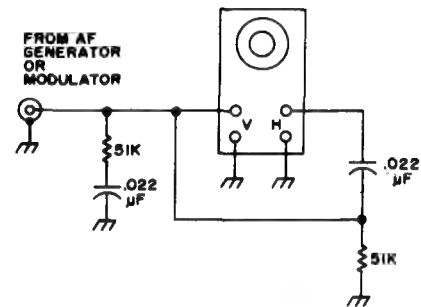 FROM AF
GENERATOR
OR
MODULATOR
V
H
51K
.022
µF
.022
µF
51K